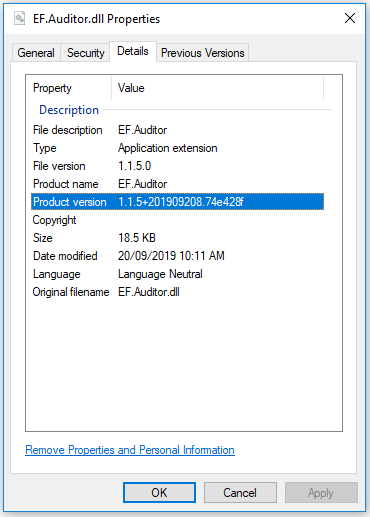 EF.Auditor.dll Properties
General Security Details Previous Versions
Property Value
Description
File description EF.Auditor
Type Application extension
File version 1.1.5.0
Product name EF.Auditor
Product version 1.1.5+201909208.74e428f
Copyright
Size 18.5 KB
Date modified 20/09/2019 10:11 AM
Language Language Neutral
Original filename EF.Auditor.dll
Remove Properties and Personal Information
OK Cancel Apply